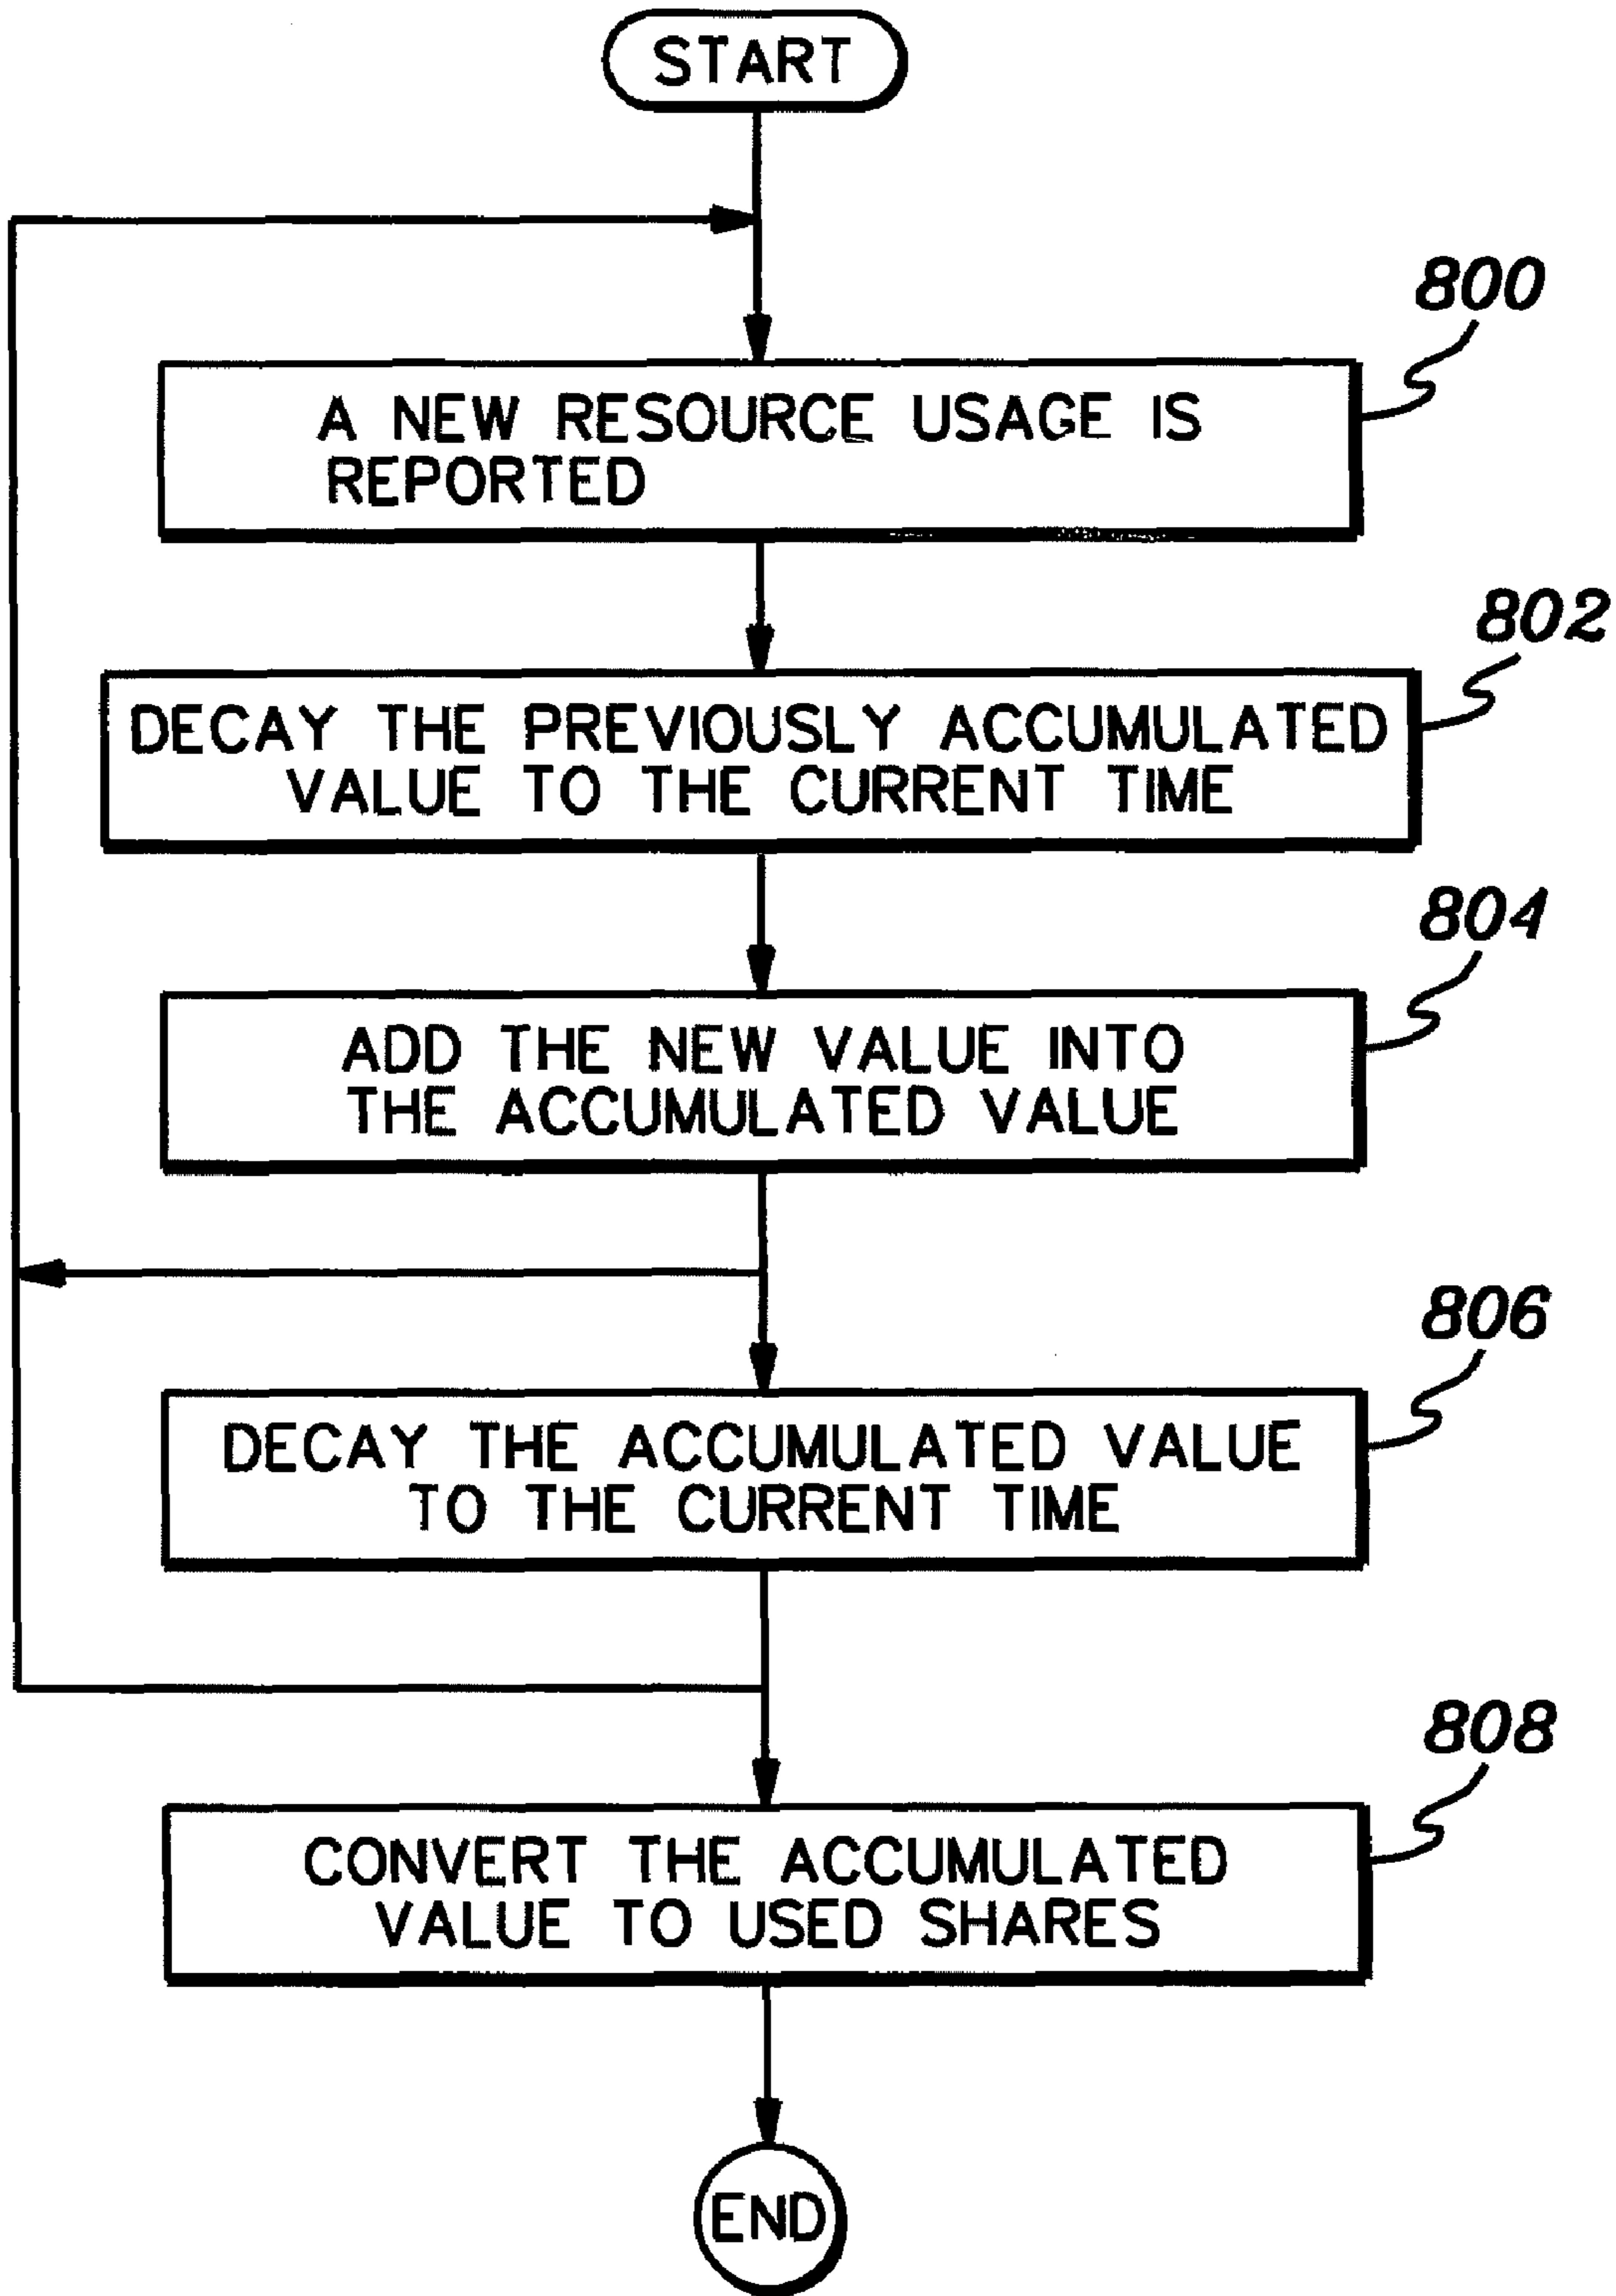 START
800
A NEW RESOURCE USAGE IS
REPORTED
802
DECAY THE PREVIOUSLY ACCUMULATED
VALUE TO THE CURRENT TIME
804
ADD THE NEW VALUE INTO
THE ACCUMULATED VALUE
806
DECAY THE ACCUMULATED VALUE
TO THE CURRENT TIME
808
CONVERT THE ACCUMULATED
VALUE TO USED SHARES
END